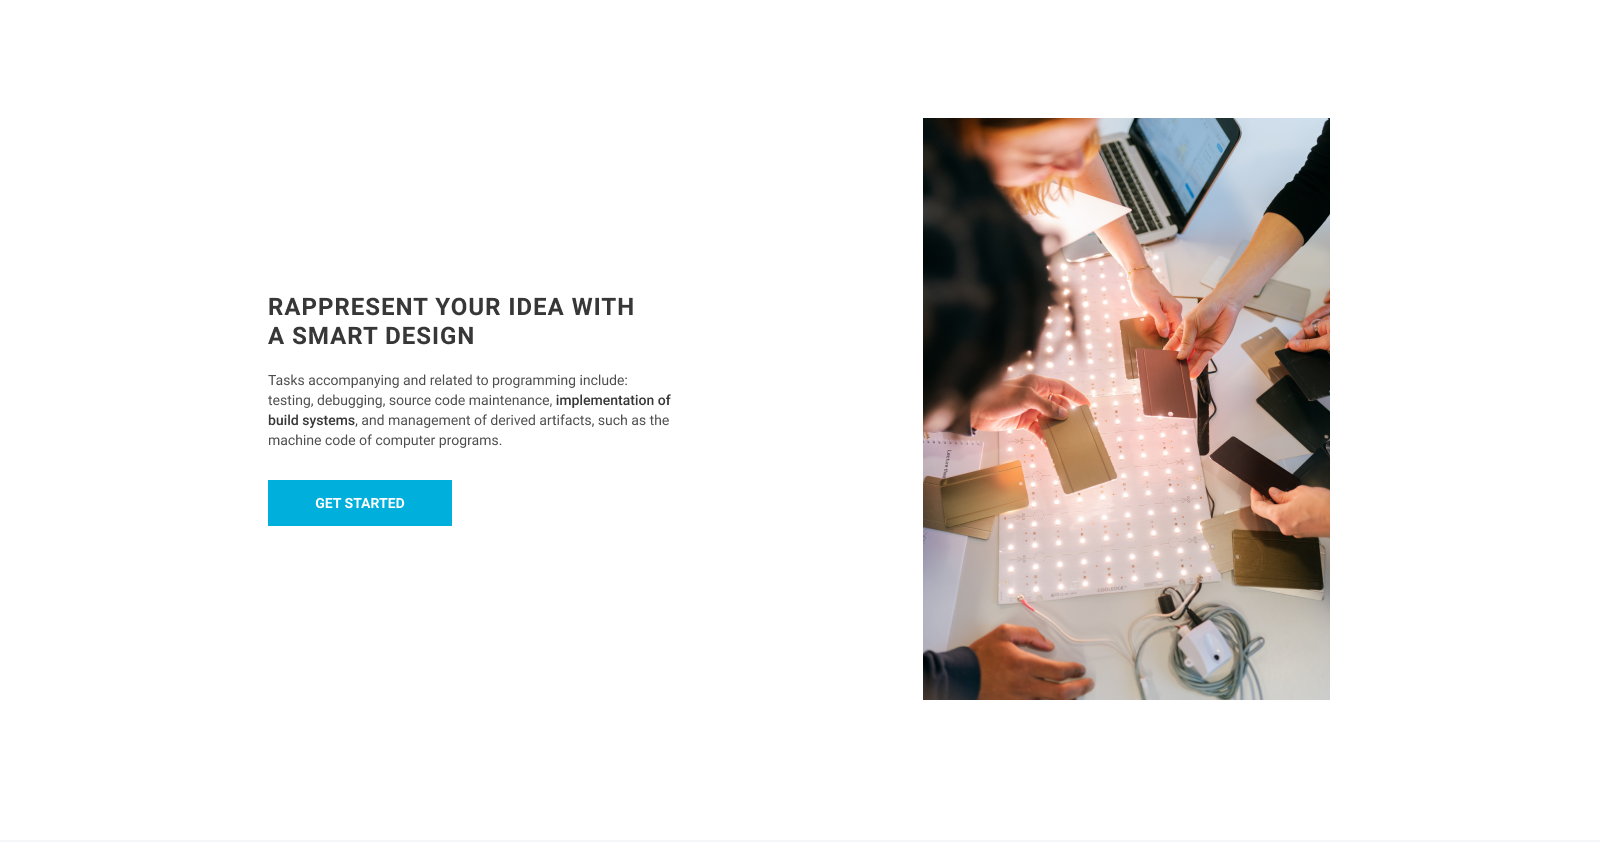 RAPPRESENT YOUR IDEA WITH
A SMART DESIGN
Tasks accompanying and related to programming include:
testing, debugging, source code maintenance, implementation of
build systems, and management of derived artifacts, such as the
machine code of computer programs.
GET STARTED